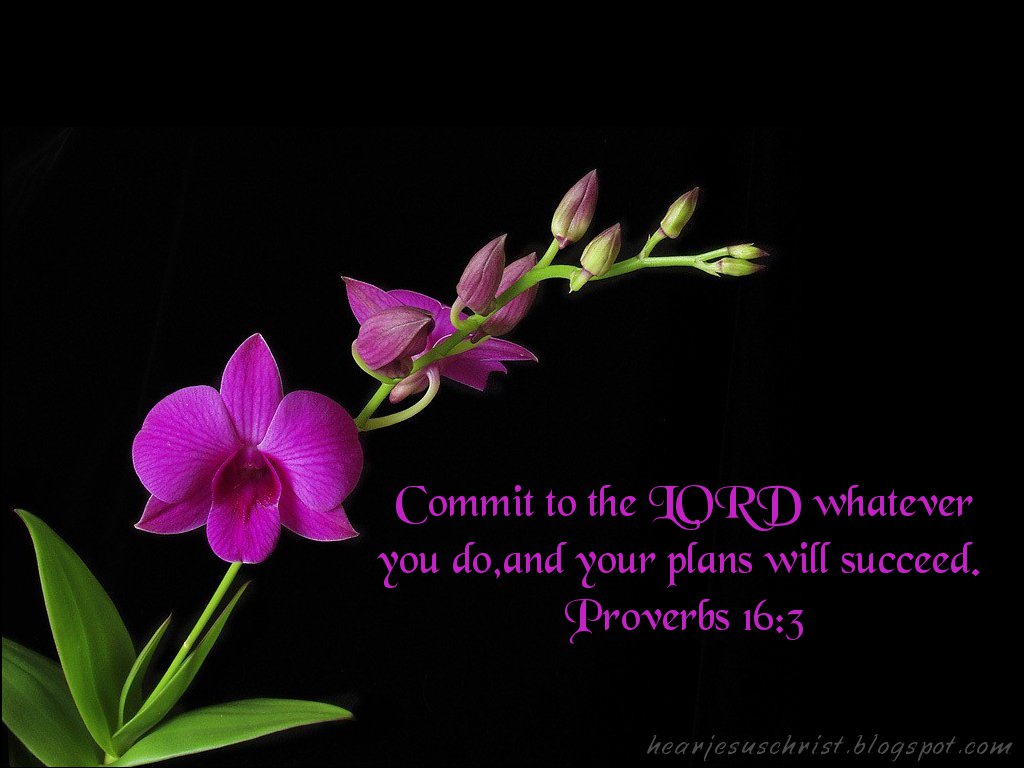 Commit to the LORD whatever
you do,and your plans will succeed.
Proverbs 16:3
hearjesuschrist.blogspot.com